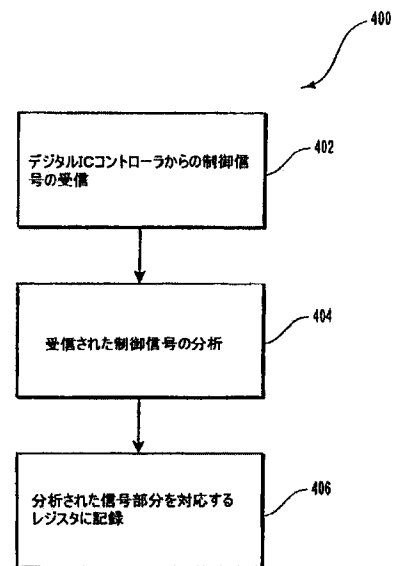 400
デジタルICコントローラからの制御信
号の受信
402
受信された制御信号の分析
404
分析された信号部分を対応する
レジスタに記録
406